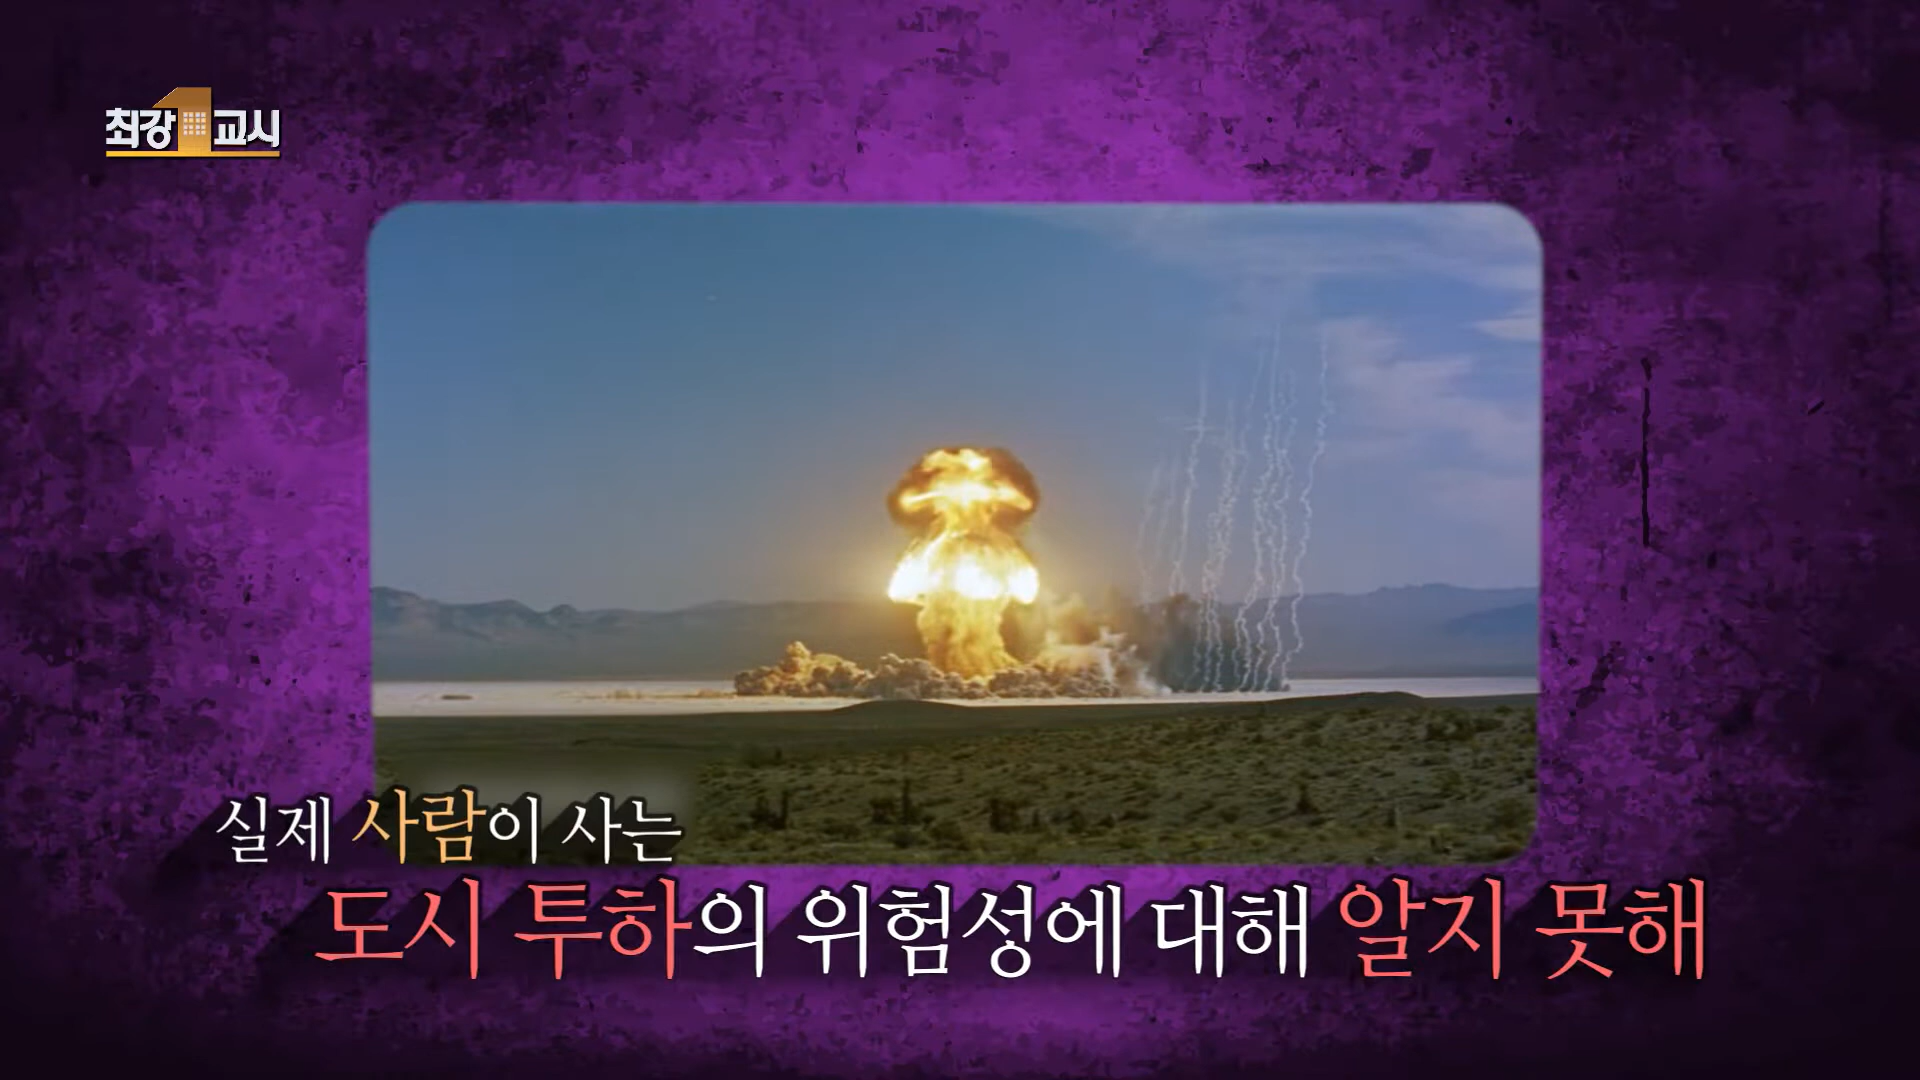 최강1교시
실제 사람이 사는
도시 투하의 위험성에 대해 알지 못해